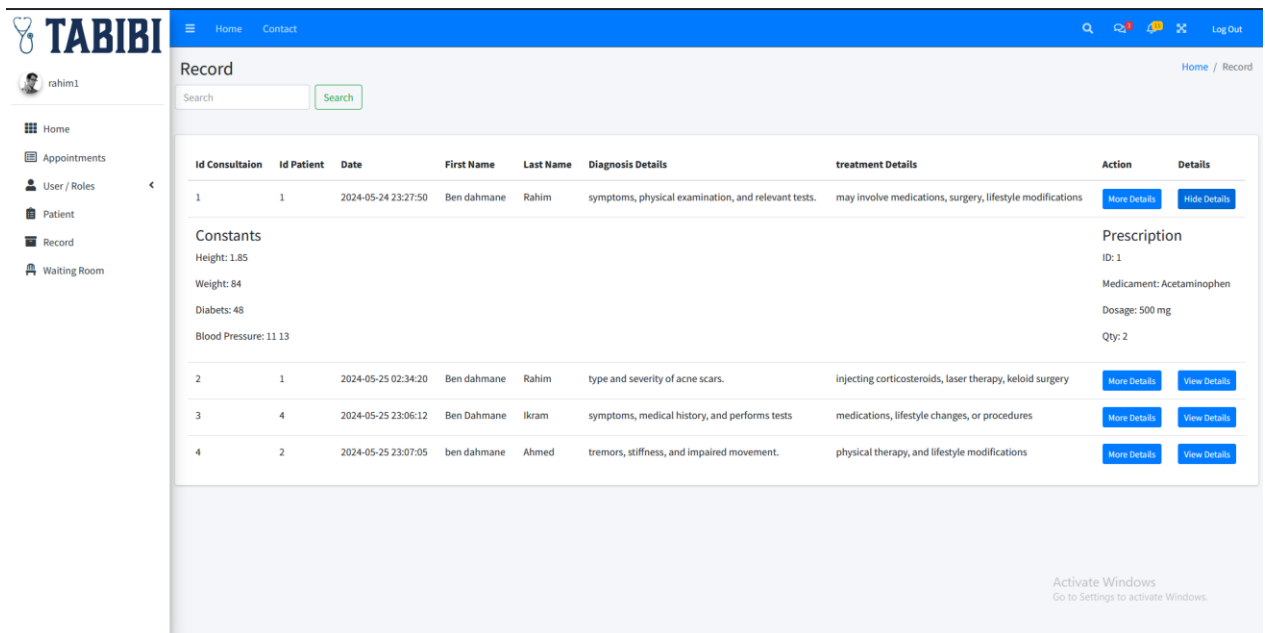 TABIBI
Home Contact
3
15
Log Out
rahim1
Home
Appointments
User / Roles
Patient
Record
Waiting Room
Record
Home / Record
Search
Search
Id Consultaion Id Patient Date First Name Last Name Diagnosis Details treatment Details Action Details
1 1 2024-05-24 23:27:50 Ben dahmane Rahim symptoms, physical examination, and relevant tests. may involve medications, surgery, lifestyle modifications More Details Hide Details
Constants
Height: 1.85
Weight: 84
Diabets: 48
Blood Pressure: 11 13
Prescription
ID: 1
Medicament: Acetaminophen
Dosage: 500 mg
Qty: 2
2 1 2024-05-25 02:34:20 Ben dahmane Rahim type and severity of acne scars. injecting corticosteroids, laser therapy, keloid surgery More Details View Details
3 4 2024-05-25 23:06:12 Ben Dahmane Ikram symptoms, medical history, and performs tests medications, lifestyle changes, or procedures More Details View Details
4 2 2024-05-25 23:07:05 ben dahmane Ahmed tremors, stiffness, and impaired movement. physical therapy, and lifestyle modifications More Details View Details
Activate Windows
Go to Settings to activate Windows.